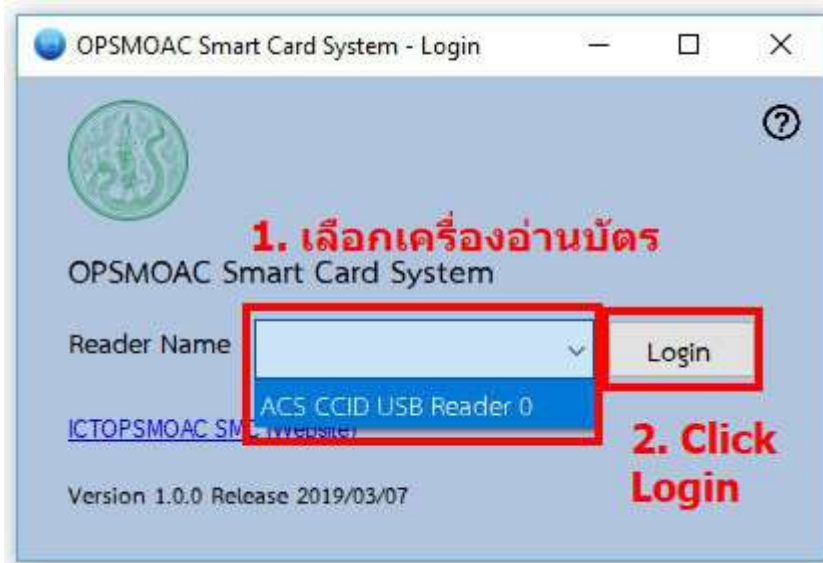 OPSMOAC Smart Card System - Login
1. เลือกเครื่องอ่านบัตร
OPSMOAC Smart Card System
Reader Name
Login
ACS CCID USB Reader 0
ICTOPSMOAC SMC (Website)
2. Click
Login
Version 1.0.0 Release 2019/03/07